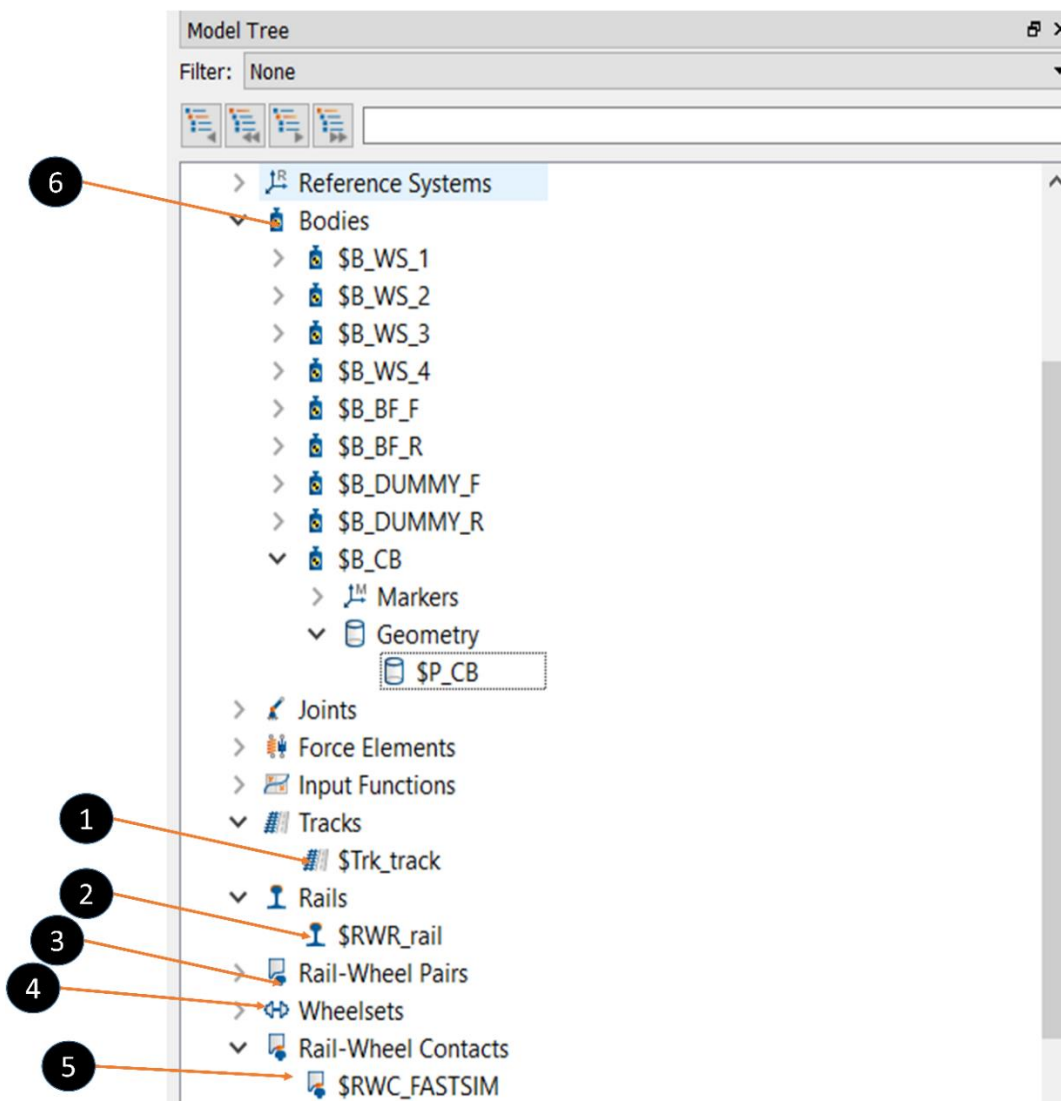 Model Tree
Filter: None
6
Reference Systems
Bodies
$B_WS_1
$B_WS_2
$B_WS_3
$B_WS_4
$B_BF_F
$B_BF_R
$B_DUMMY_F
$B_DUMMY_R
$B_CB
Markers
Geometry
$P_CB
Joints
Force Elements
Input Functions
1
Tracks
$Trk_track
2
Rails
$RWR_rail
3
Rail-Wheel Pairs
4
Wheelsets
Rail-Wheel Contacts
5
$RWC_FASTSIM